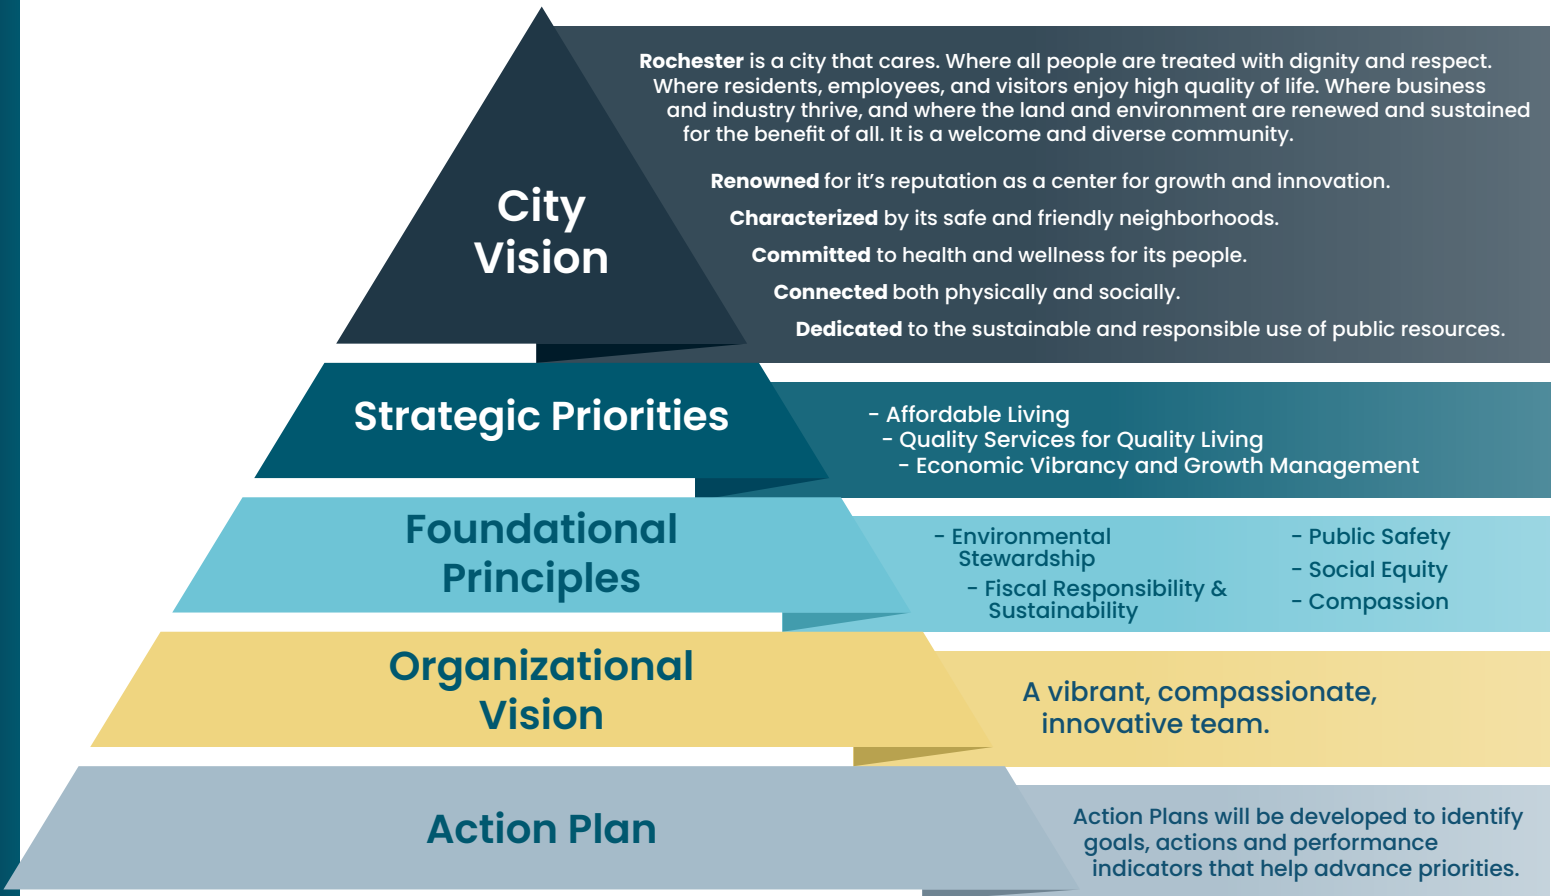 City
Vision
Rochester is a city that cares. Where all people are treated with dignity and respect.
Where residents, employees, and visitors enjoy high quality of life. Where business
and industry thrive, and where the land and environment are renewed and sustained
for the benefit of all. It is a welcome and diverse community.
Renowned for it's reputation as a center for growth and innovation.
Characterized by its safe and friendly neighborhoods.
Committed to health and wellness for its people.
Connected both physically and socially.
Dedicated to the sustainable and responsible use of public resources.
Strategic Priorities
- Affordable Living
- Quality Services for Quality Living
- Economic Vibrancy and Growth Management
Foundational
Principles
- Environmental
Stewardship
- Fiscal Responsibility &
Sustainability
- Public Safety
- Social Equity
- Compassion
Organizational
Vision
A vibrant, compassionate,
innovative team.
Action Plan
Action Plans will be developed to identify
goals, actions and performance
indicators that help advance priorities.